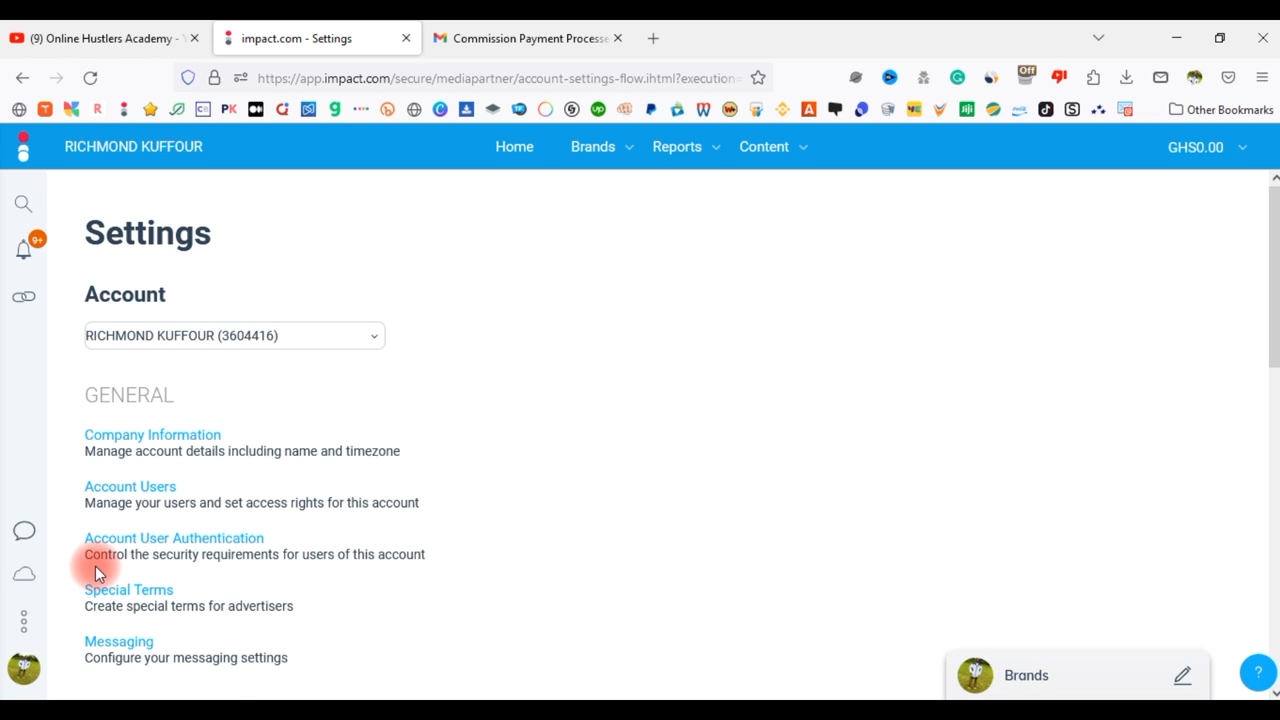 (9) Online Hustlers Academy -
impact.com - Settings
Commission Payment Processe
https://app.impact.com/secure/mediapartner/account-settings-flow.ihtml?execution=
Off
Other Bookmarks
RICHMOND KUFFOUR
Home
Brands
Reports
Content
GHS0.00
9+
Settings
Account
RICHMOND KUFFOUR (3604416)
GENERAL
Company Information
Manage account details including name and timezone
Account Users
Manage your users and set access rights for this account
Account User Authentication
Control the security requirements for users of this account
Special Terms
Create special terms for advertisers
Messaging
Configure your messaging settings
Brands
?